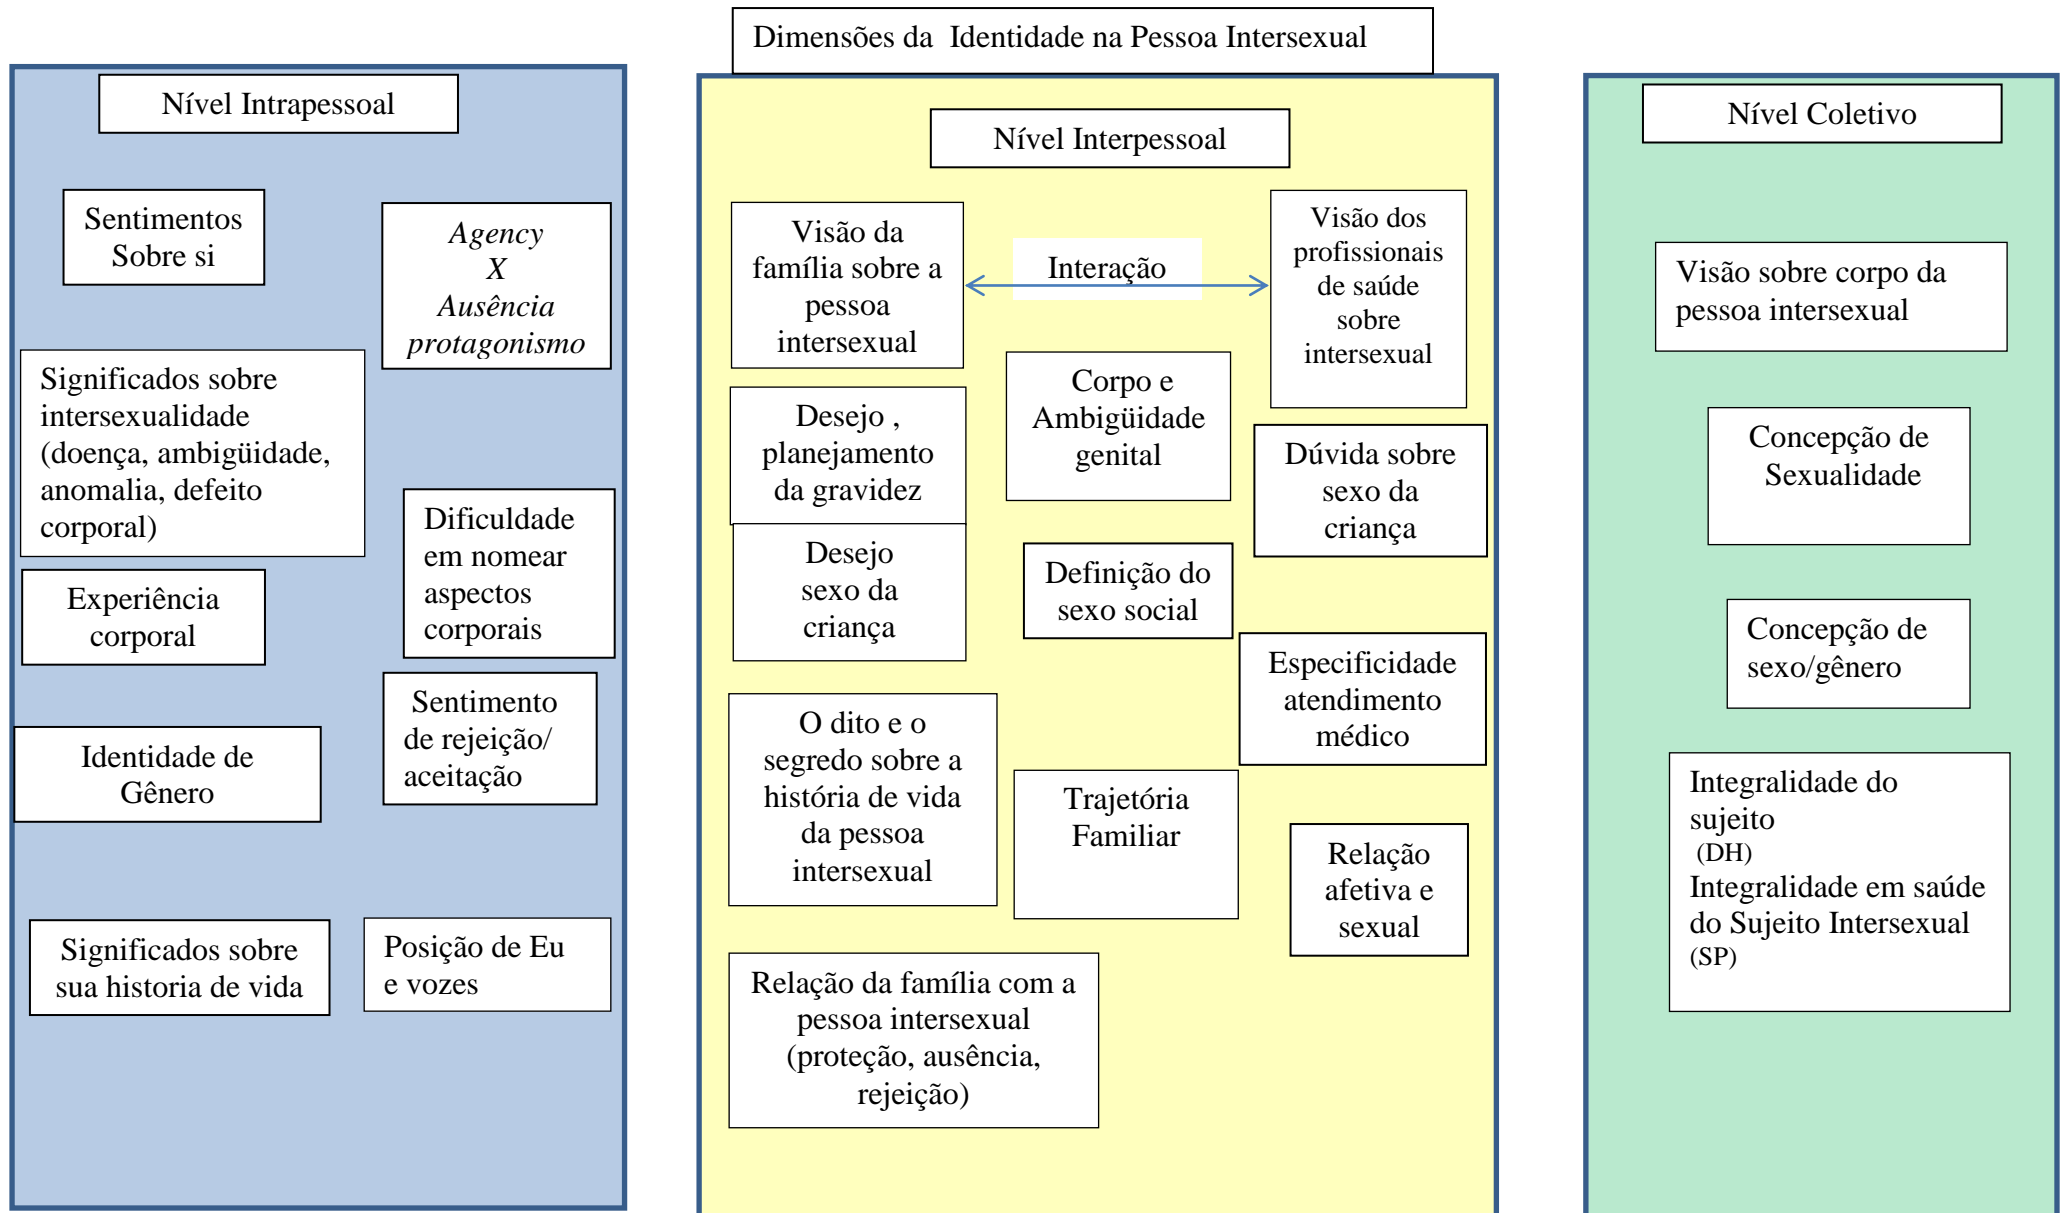 Dimensões da Identidade na Pessoa Intersexual
Nível Intrapessoal
Sentimentos
Sobre si
Agency
X
Ausência
protagonismo
Significados sobre
intersexualidade
(doença, ambigüidade,
anomalia, defeito
corporal)
Dificuldade
em nomear
aspectos
corporais
Experiência
corporal
Sentimento
de rejeição/
aceitação
Identidade de
Gênero
Significados sobre
sua historia de vida
Posição de Eu
e vozes
Nível Interpessoal
Visão da
família sobre a
pessoa
intersexual
Interação
Visão dos
profissionais
de saúde
sobre
intersexual
Corpo e
Ambigüidade
genital
Desejo ,
planejamento
da gravidez
Dúvida sobre
sexo da
criança
Desejo
sexo da
criança
Definição do
sexo social
Especificidade
atendimento
médico
O dito e o
segredo sobre a
história de vida
da pessoa
intersexual
Trajetória
Familiar
Relação
afetiva e
sexual
Relação da família com a
pessoa intersexual
(proteção, ausência,
rejeição)
Nível Coletivo
Visão sobre corpo da
pessoa intersexual
Concepção de
Sexualidade
Concepção de
sexo/gênero
Integralidade do
sujeito
(DH)
Integralidade em saúde
do Sujeito Intersexual
(SP)